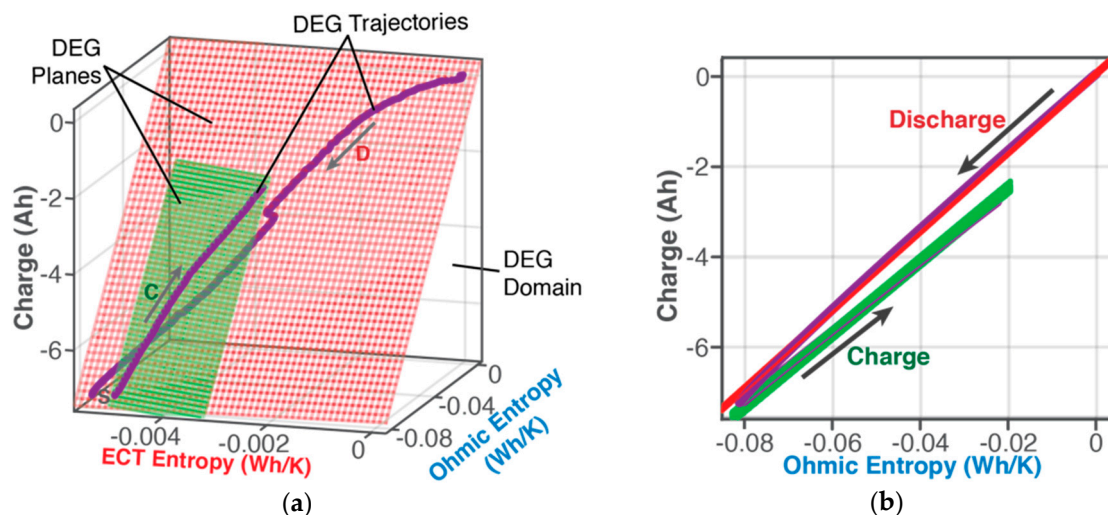 (a)
DEG
Planes
DEG Trajectories
0
-2
-4
-6
Charge (Ah)
D
C
S
DEG
Domain
-0.004
-0.002
0
ECT Entropy (Wh/K)
0
-0.04
-0.08
Ohmic Entropy
(Wh/K)
(a)
b
0
-2
-4
-6
Charge (Ah)
Discharge
Charge
-0.08
-0.06
-0.04
-0.02
0
Ohmic Entropy (Wh/K)
(b)